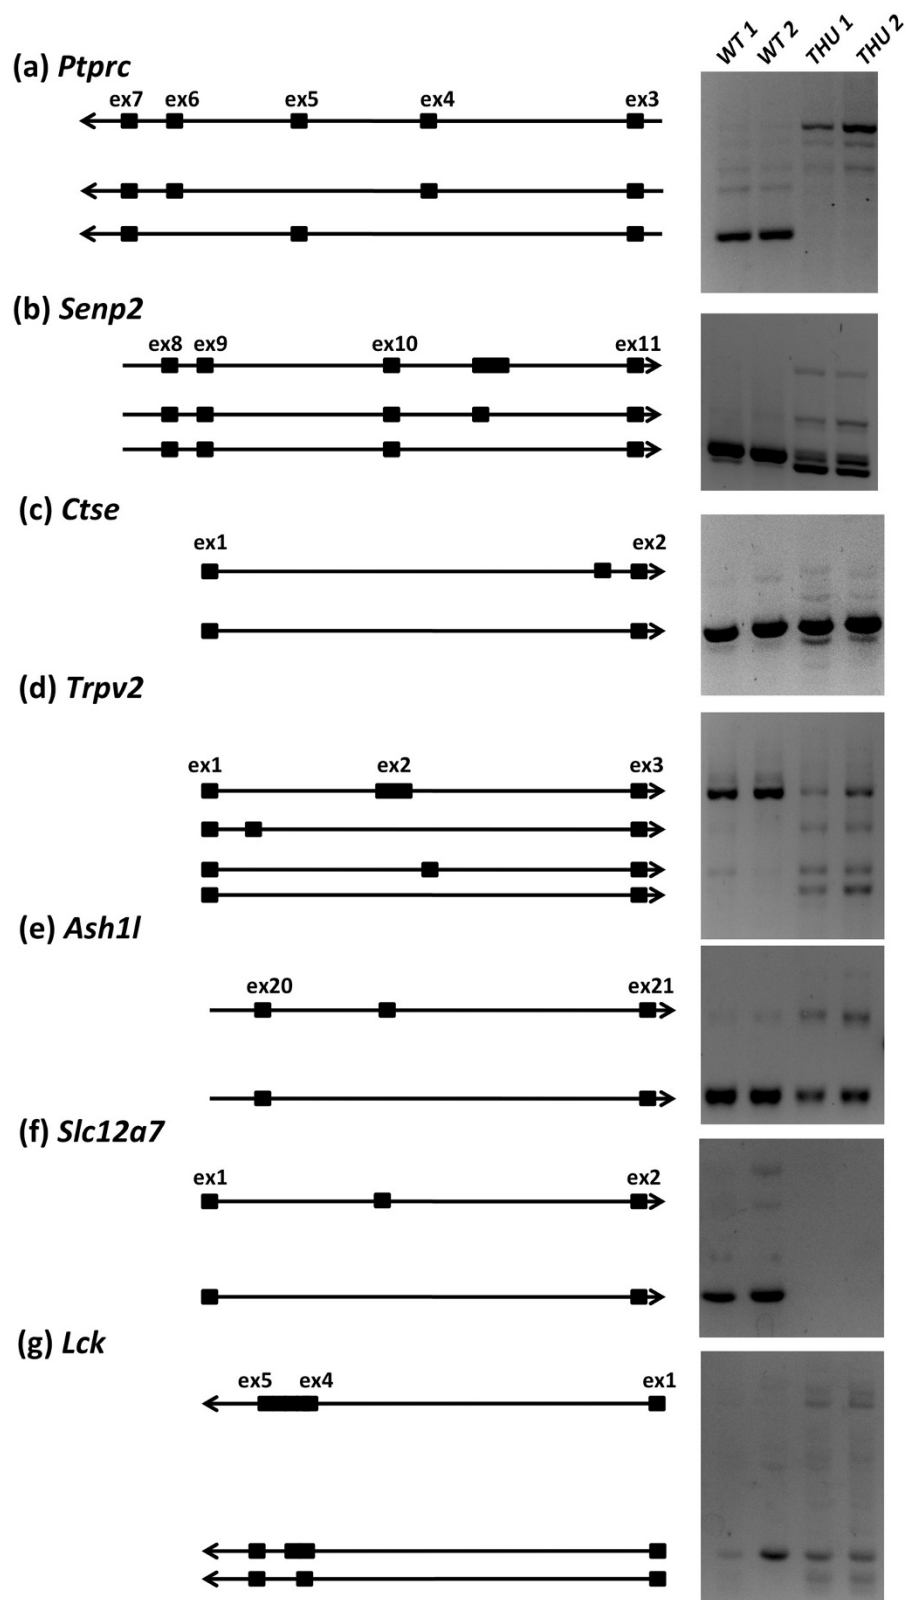 WT 1 WT 2 THU 1 THU 2
(a) Ptprc
ex7 ex6 ex5 ex4 ex3
(b) Senp2
ex8 ex9 ex10 ex11
(c) Ctse
ex1 ex2
(d) Trpv2
ex1 ex2 ex3
(e) Ash1l
ex20 ex21
(f) Slc12a7
ex1 ex2
(g) Lck
ex5 ex4 ex1